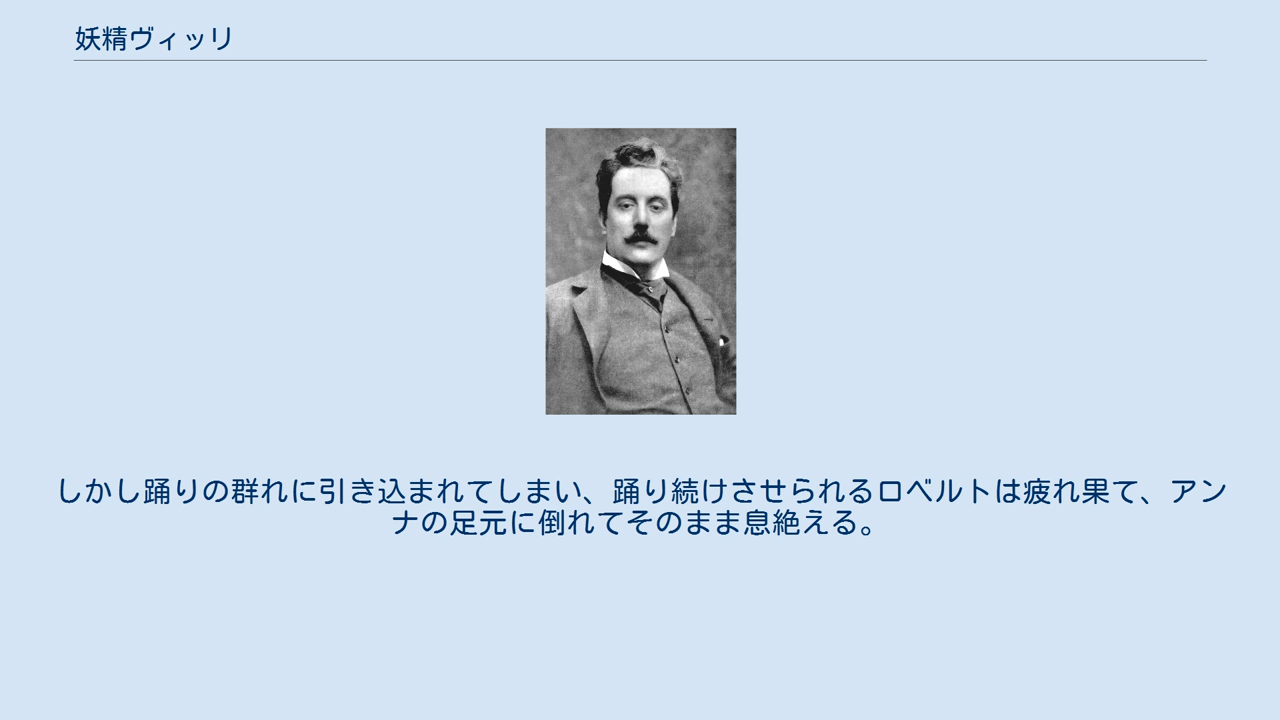 妖精ヴィッリ
しかし踊りの群れに引き込まれてしまい、踊り続けさせられるロベルトは疲れ果て、アン
ナの足元に倒れてそのまま息絶える。